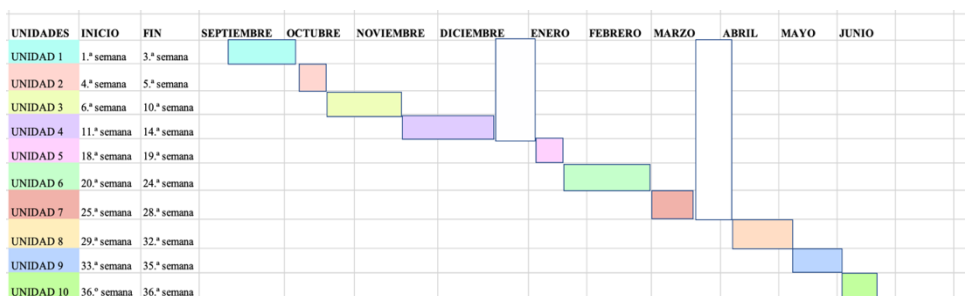 UNIDADES INICIO FIN SEPTIEMBRE OCTUBRE NOVIEMBRE DICIEMBRE ENERO FEBRERO MARZO ABRIL MAYO JUNIO
UNIDAD 1 1.ª semana 3.ª semana
UNIDAD 2 4.ª semana 5.ª semana
UNIDAD 3 6.ª semana 10.ª semana
UNIDAD 4 11.ª semana 14.ª semana
UNIDAD 5 18.ª semana 19.ª semana
UNIDAD 6 20.ª semana 24.ª semana
UNIDAD 7 25.ª semana 28.ª semana
UNIDAD 8 29.ª semana 32.ª semana
UNIDAD 9 33.ª semana 35.ª semana
UNIDAD 10 36.º semana 36.ª semana